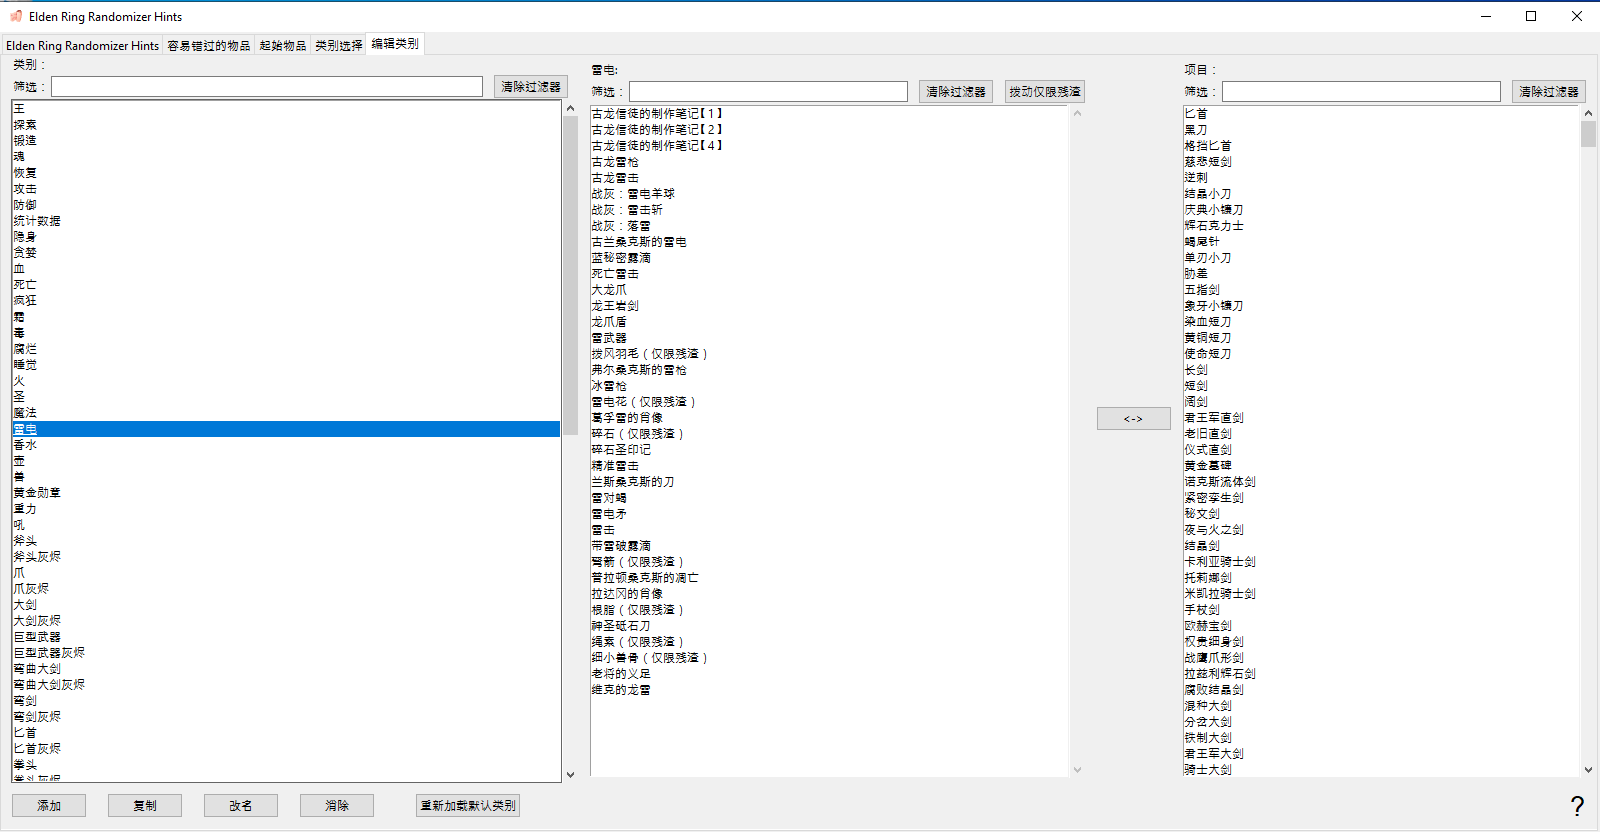 Elden Ring Randomizer Hints
Elden Ring Randomizer Hints 容易错过的物品 起始物品 类别选择 编辑类别
类别：
筛选： 清除过滤器
王
探索
锻造
魂
恢复
攻击
防御
统计数据
隐身
贪婪
血
死亡
疯狂
霜
毒
腐烂
睡觉
火
圣
魔法
雷电
香水
壶
兽
黄金勋章
重力
吼
斧头
斧头灰烬
爪
爪灰烬
大剑
大剑灰烬
巨型武器
巨型武器灰烬
弯曲大剑
弯曲大剑灰烬
弯剑
弯剑灰烬
匕首
匕首灰烬
拳头
拳头灰烬
添加 复制 改名 消除 重新加载默认类别
雷电:
筛选： 清除过滤器 拨动仅限残渣
古龙信徒的制作笔记【1】
古龙信徒的制作笔记【2】
古龙信徒的制作笔记【4】
古龙雷枪
古龙雷击
战灰：雷电羊球
战灰：雷击斩
战灰：落雷
古兰桑克斯的雷电
蓝秘密露滴
死亡雷击
大龙爪
龙王岩剑
龙爪盾
雷武器
拨风羽毛（仅限残渣）
弗尔桑克斯的雷枪
冰雷枪
雷电花（仅限残渣）
葛孚雷的肖像
碎石（仅限残渣）
碎石圣印记
精准雷击
兰斯桑克斯的刀
雷对蝎
雷电矛
雷击
带雷破露滴
弩箭（仅限残渣）
普拉顿桑克斯的凋亡
拉达冈的肖像
根脂（仅限残渣）
神圣砥石刀
绳索（仅限残渣）
细小兽骨（仅限残渣）
老将的义足
维克的龙雷
<->
项目：
筛选： 清除过滤器
匕首
黑刀
格挡匕首
慈悲短剑
逆刺
结晶小刀
庆典小镰刀
辉石克力士
蝎尾针
单刃小刀
胁差
五指剑
象牙小镰刀
染血短刀
黄铜短刀
使命短刀
长剑
短剑
阔剑
君王军直剑
老旧直剑
仪式直剑
黄金墓碑
诺克斯流体剑
紧密孪生剑
秘文剑
夜与火之剑
结晶剑
卡利亚骑士剑
托莉娜剑
米凯拉骑士剑
手杖剑
欧赫宝剑
权贵细身剑
战鹰爪形剑
拉兹利辉石剑
腐败结晶剑
混种大剑
分岔大剑
铁制大剑
君王军大剑
骑士大剑
?